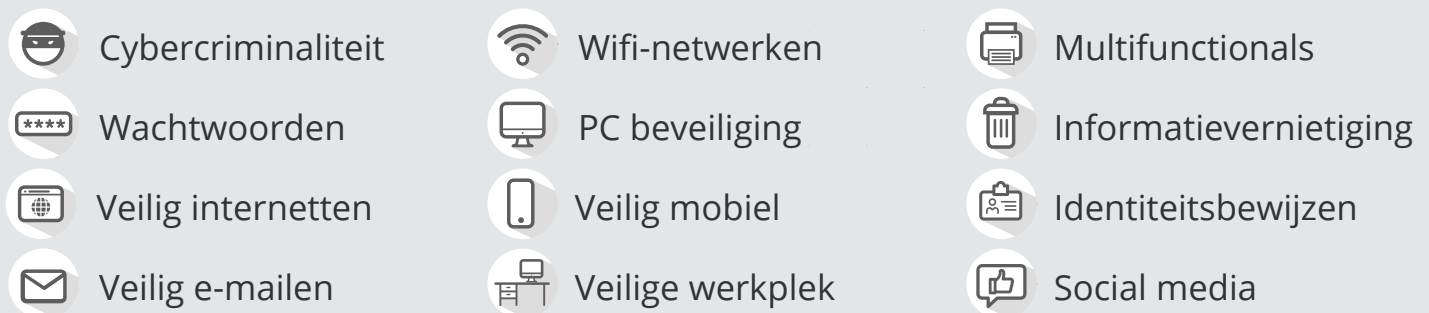 Cybercriminaliteit
Wachtwoorden
****
Veilig internetten
Veilig e-mailen
Wifi-netwerken
PC beveiliging
Veilig mobiel
Veilige werkplek
Multifunctionals
Informatievernietiging
Identiteitsbewijzen
Social media